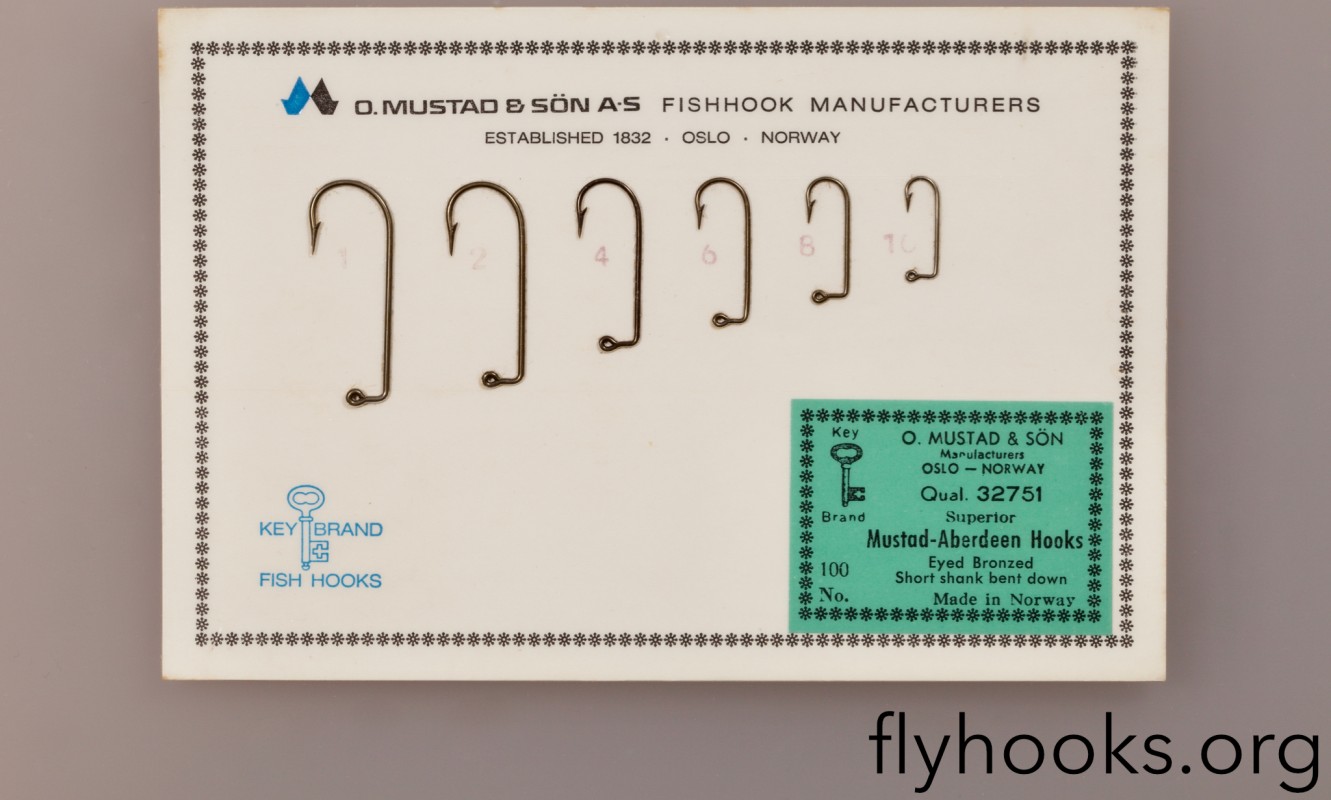 O. MUSTAD & SÖN A·S FISHHOOK MANUFACTURERS
ESTABLISHED 1832 · OSLO · NORWAY
1 2 4 6 8 10
KEY BRAND
FISH HOOKS
Key
Brand
O. MUSTAD & SÖN
Manufacturers
OSLO — NORWAY
Qual. 32751
Superior
Mustad-Aberdeen Hooks
Eyed Bronzed
Short shank bent down
100
No.
Made in Norway
flyhooks.org